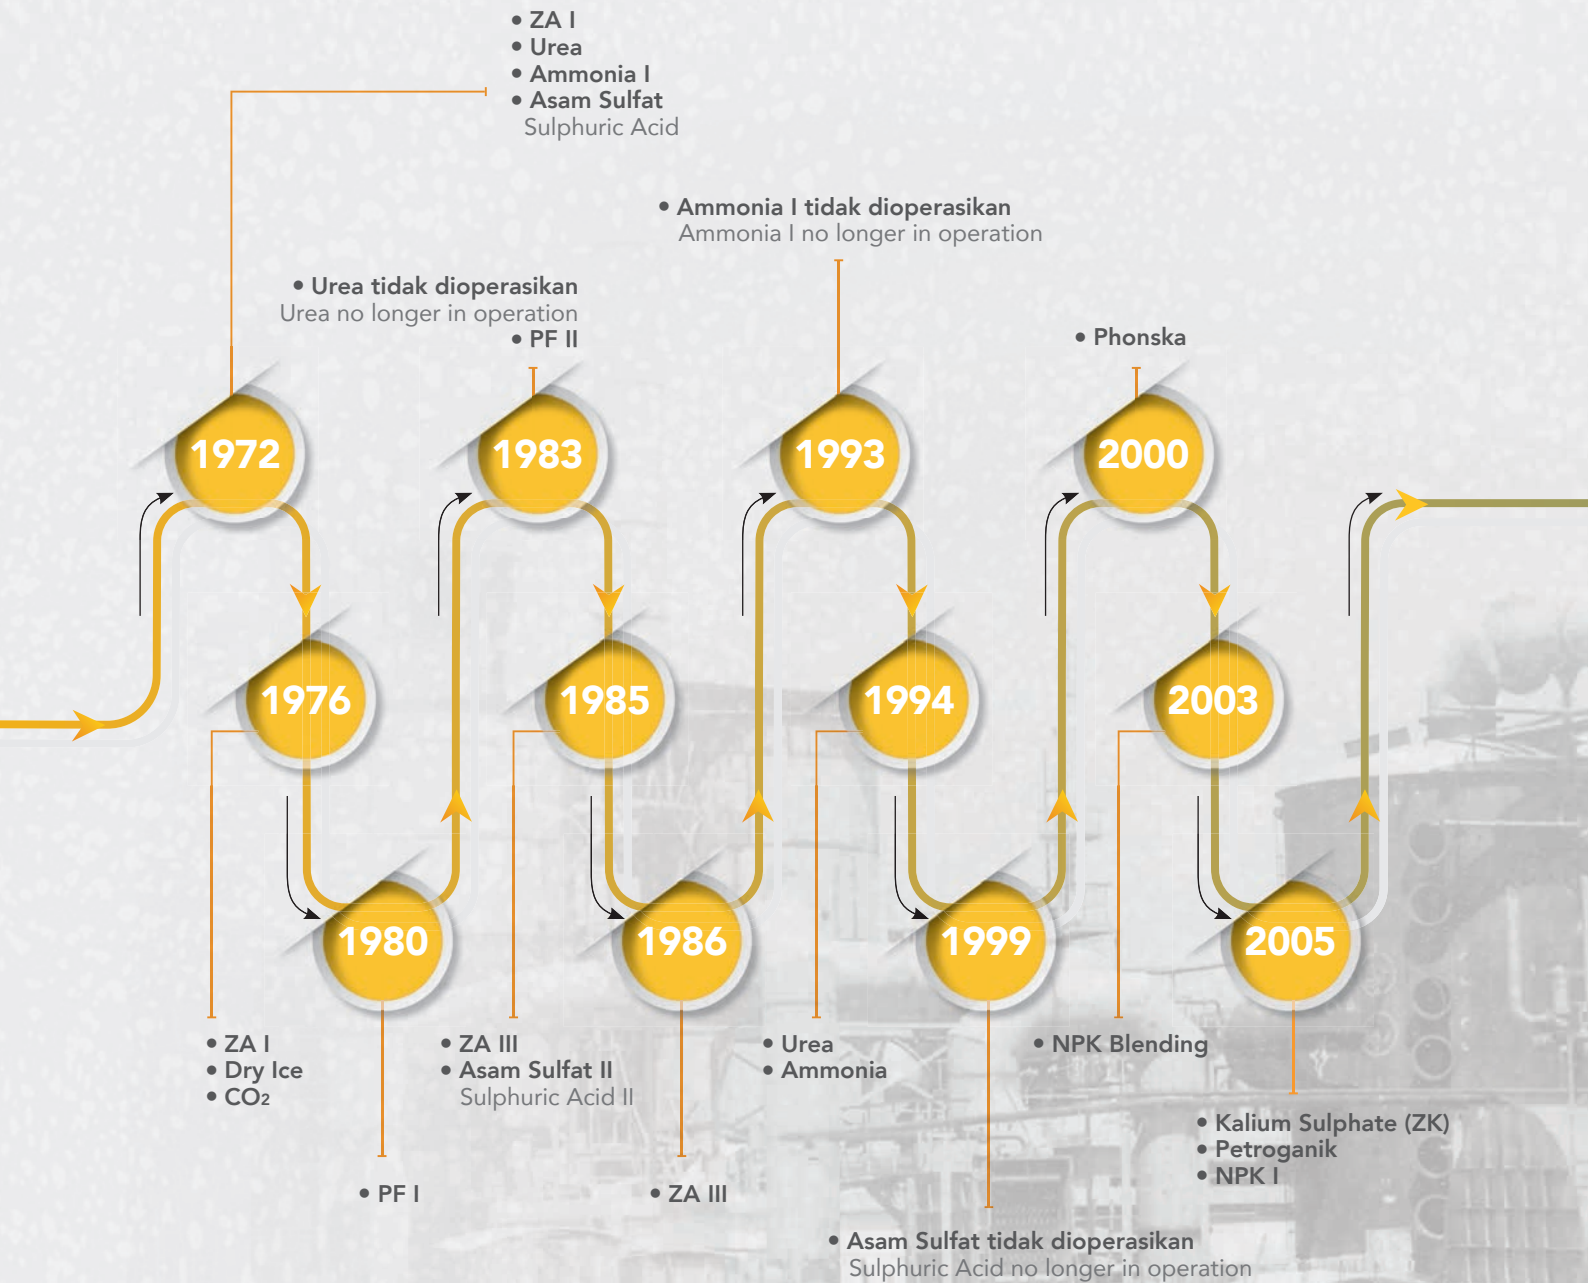 • ZA I
• Urea
• Ammonia I
• Asam Sulfat
Sulphuric Acid
• Ammonia I tidak dioperasikan
Ammonia I no longer in operation
• Urea tidak dioperasikan
Urea no longer in operation
• PF II
• Phonska
1972
1983
1993
2000
1976
1985
1994
2003
1980
1986
1999
2005
• ZA I
• Dry Ice
• CO2
• ZA III
• Asam Sulfat II
Sulphuric Acid II
• Urea
• Ammonia
• NPK Blending
• Kalium Sulphate (ZK)
• Petroganik
• NPK I
• PF I
• ZA III
• Asam Sulfat tidak dioperasikan
Sulphuric Acid no longer in operation